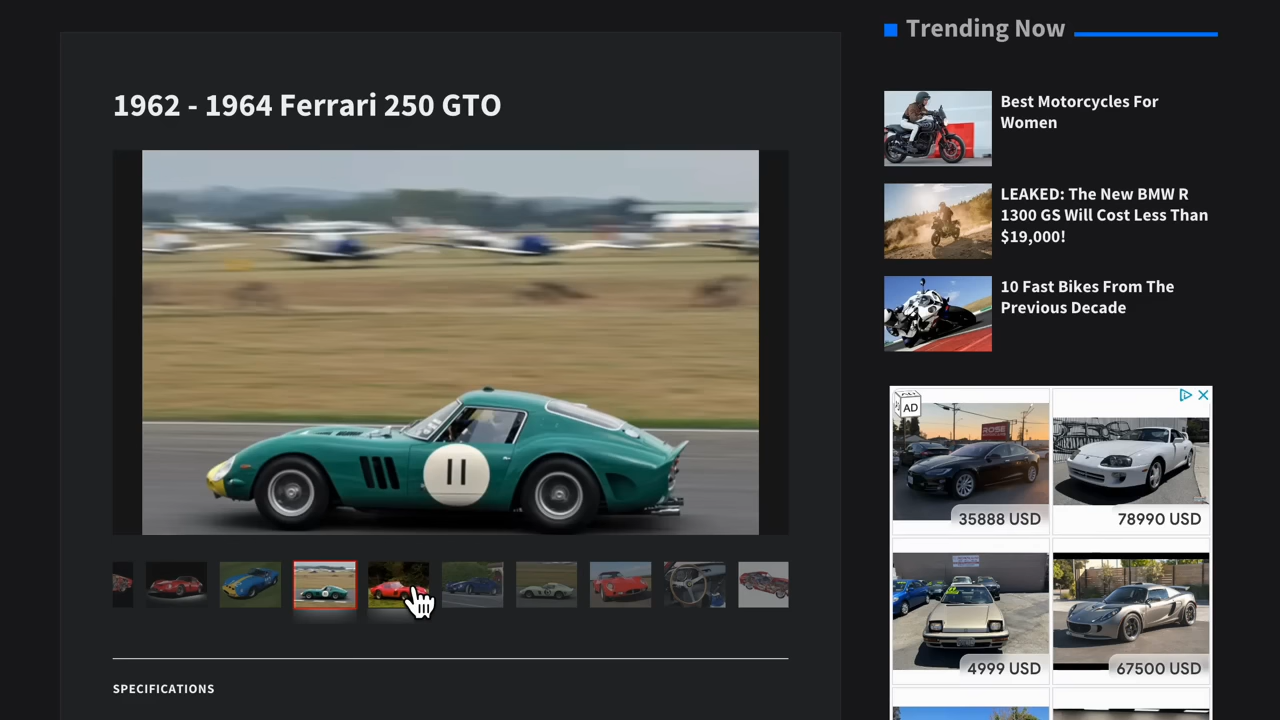 Trending Now
1962 - 1964 Ferrari 250 GTO
Best Motorcycles For
Women
LEAKED: The New BMW R
1300 GS Will Cost Less Than
$19,000!
10 Fast Bikes From The
Previous Decade
11
AD
ROSE
35888 USD
78990 USD
4999 USD
67500 USD
SPECIFICATIONS